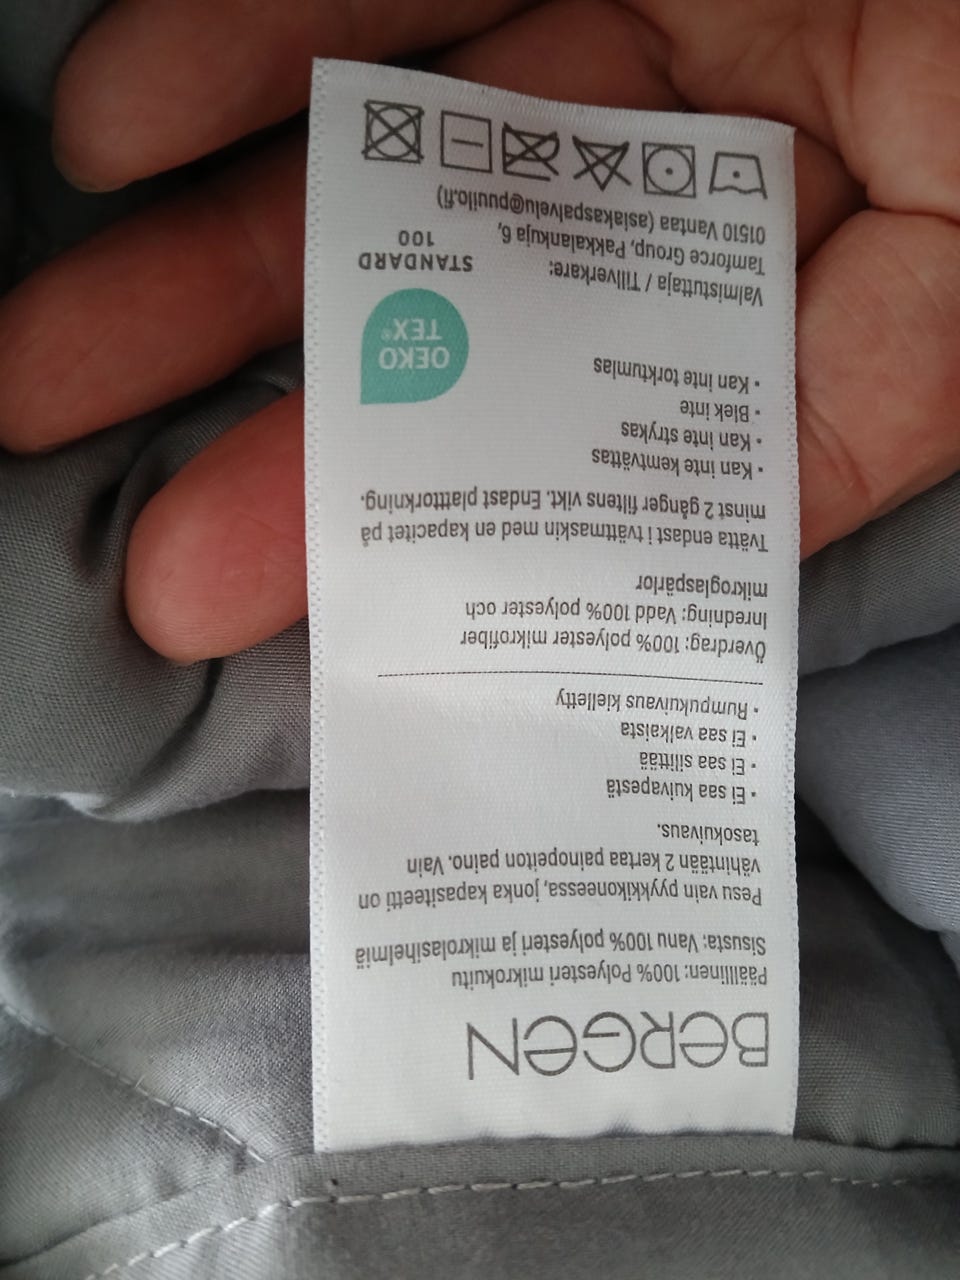 BERGEN
Päällinen: 100% Polyesteri mikrokuitu
Sisusta: Vanu 100% polyesteri ja mikrolasihelmiä
Pesu vain pyykkikoneessa, jonka kapasiteetti on
vähintään 2 kertaa painopeiton paino. Vain
tasokuivaus.
• Ei saa kuivapestä
• Ei saa silittää
• Ei saa valkaista
• Rumpukuivaus kielletty
Överdrag: 100% polyester mikrofiber
Inredning: Vadd 100% polyester och
mikroglaspärlor
Tvätta endast i tvättmaskin med en kapacitet på
minst 2 gånger filtens vikt. Endast plattorkning.
• Kan inte kemtvättas
• Kan inte strykas
• Blek inte
• Kan inte torktumlas
OEKO
TEX®
STANDARD
100
Valmistuttaja / Tillverkare:
Tamforce Group, Pakkalankuja 6,
01510 Vantaa (asiakaspalvelu@puuilo.fi)